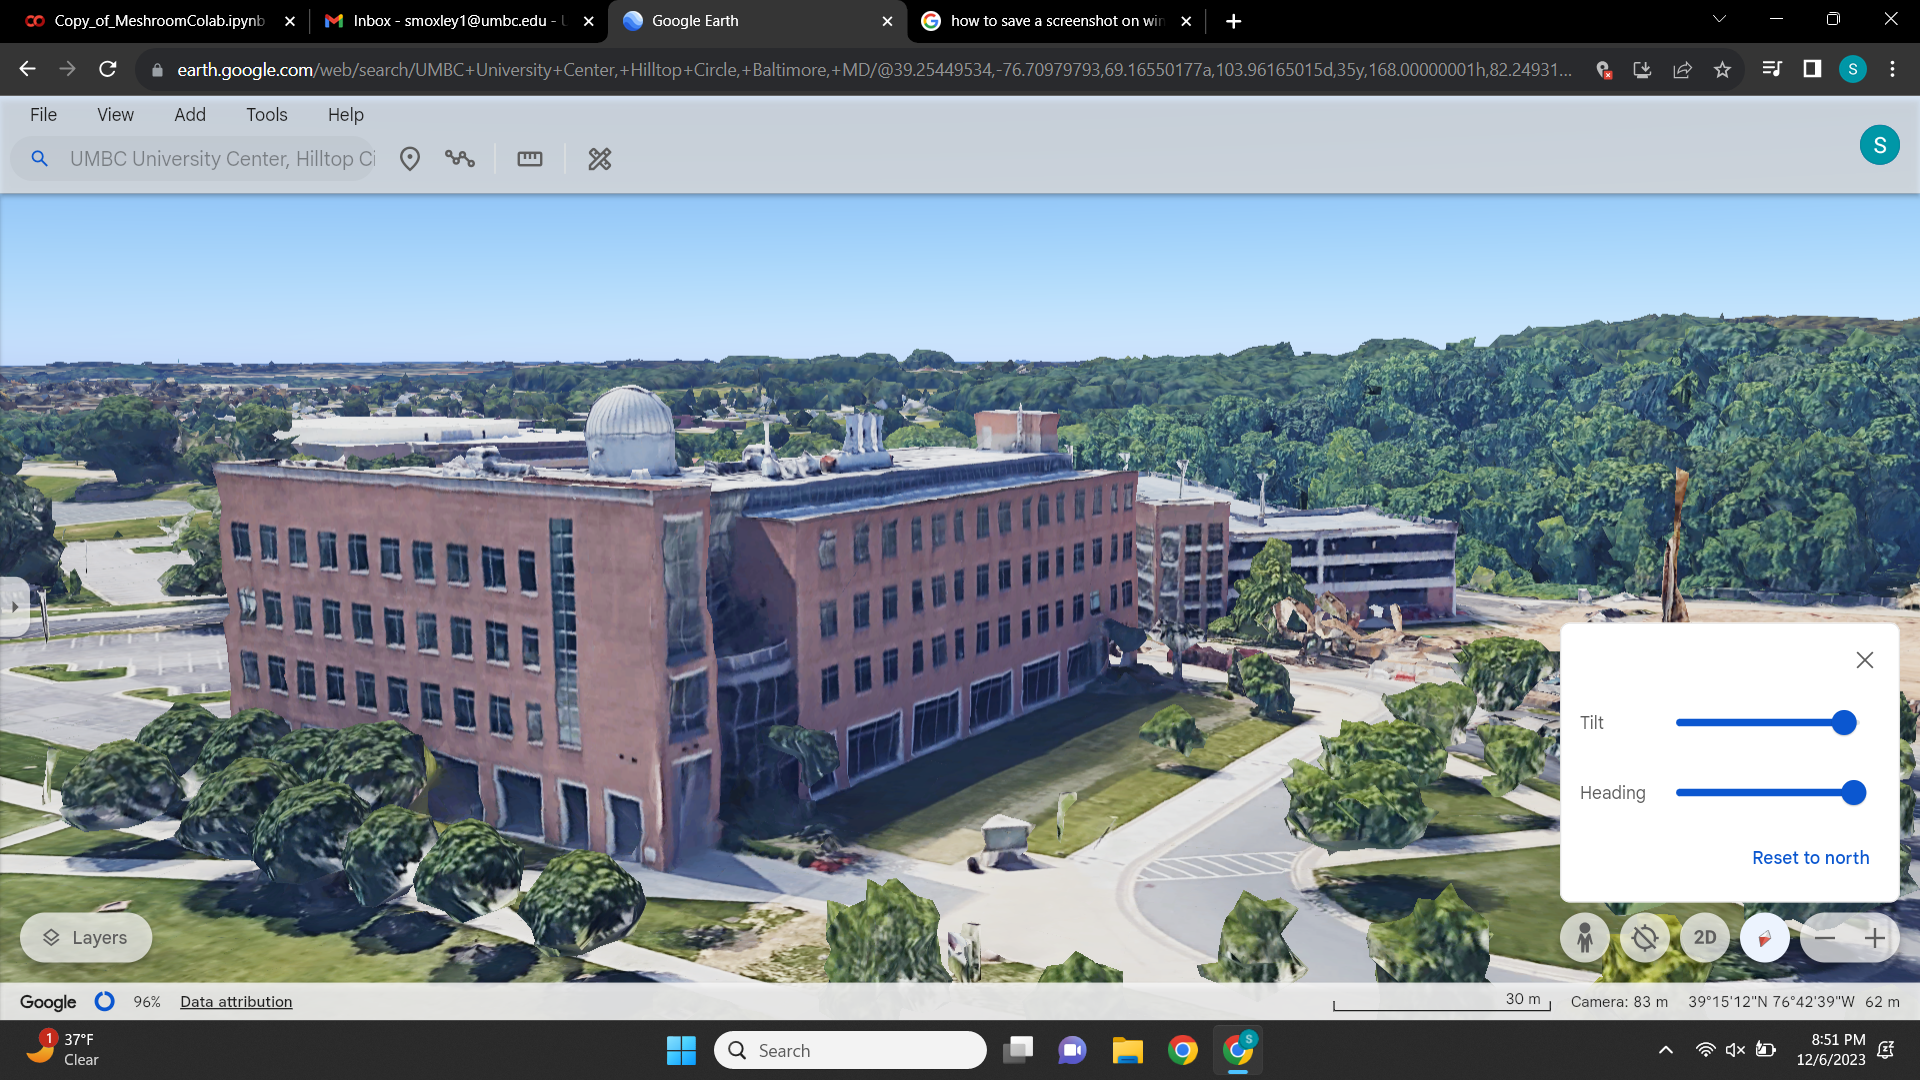 Copy_of_MeshroomColab.ipynb
Inbox - smoxley1@umbc.edu - U
Google Earth
how to save a screenshot on win
earth.google.com/web/search/UMBC+University+Center,+Hilltop+Circle,+Baltimore,+MD/@39.25449534,-76.70979793,69.16550177a,103.96165015d,35y,168.00000001h,82.24931...
S
File View Add Tools Help
UMBC University Center, Hilltop Ci
S
Tilt
Heading
Reset to north
Layers
2D
Google 96% Data attribution
30 m Camera: 83 m 39°15'12"N 76°42'39"W 62 m
1
37°F
Clear
Search
S
8:51 PM
12/6/2023